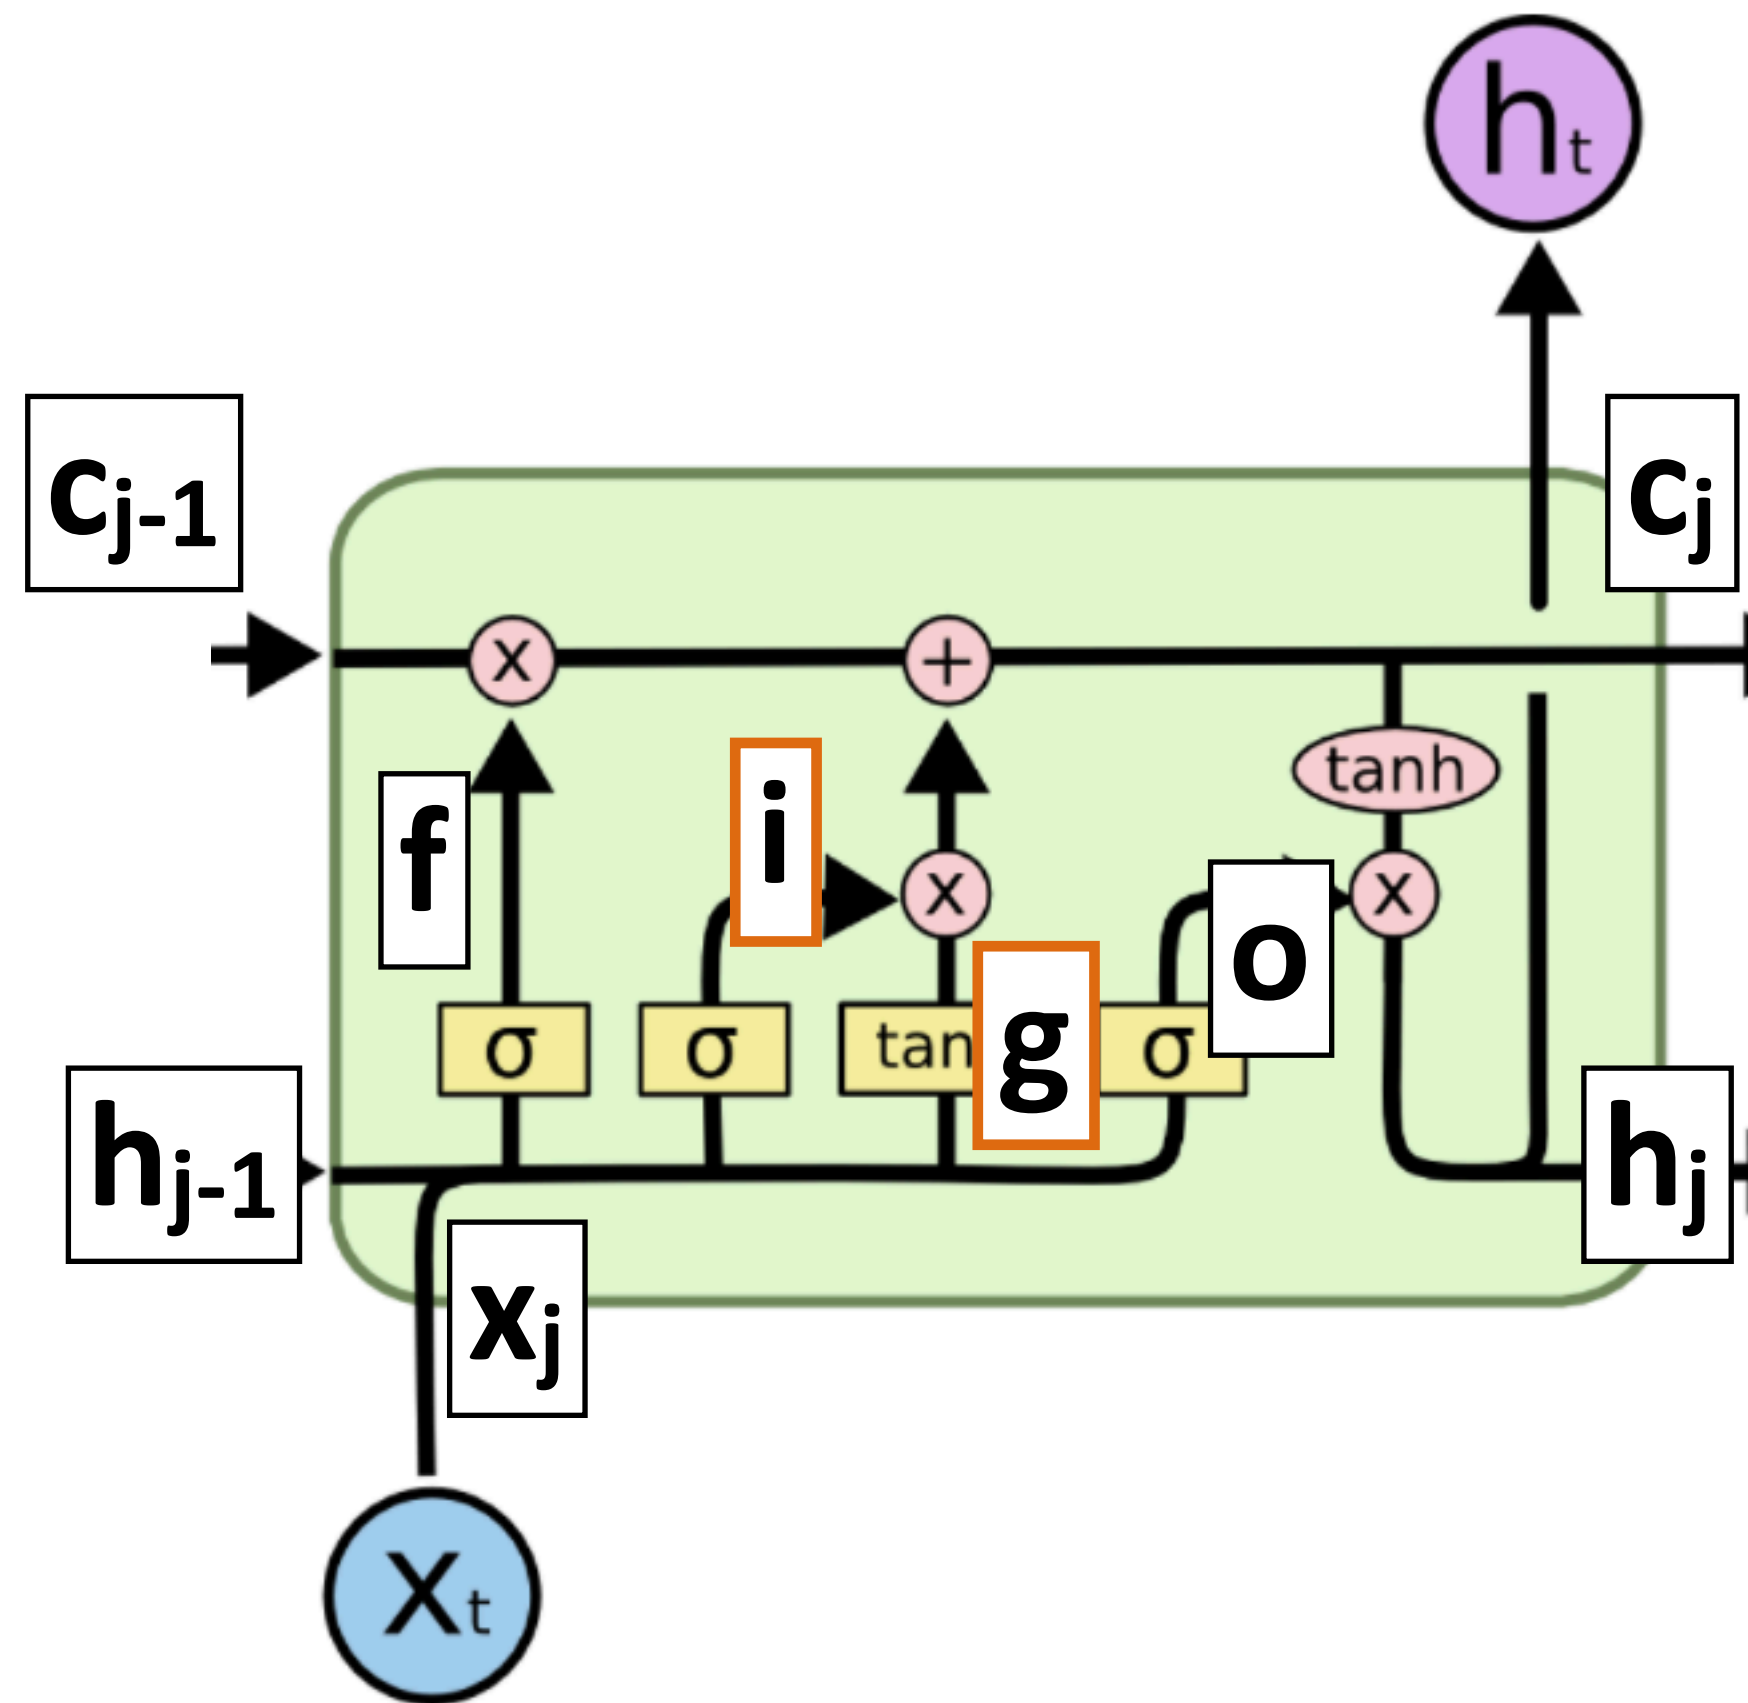 ht
cj-1
cj
x
+
tanh
i
f
x
x
o
σ
σ
tan
g
σ
hj-1
hj
xj
xt